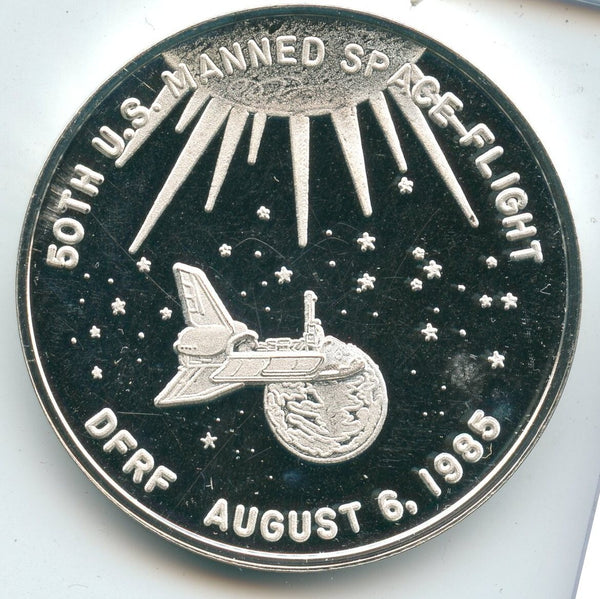 50TH U.S. MANNED SPACE-FLIGHT
DFRF AUGUST 6, 1985